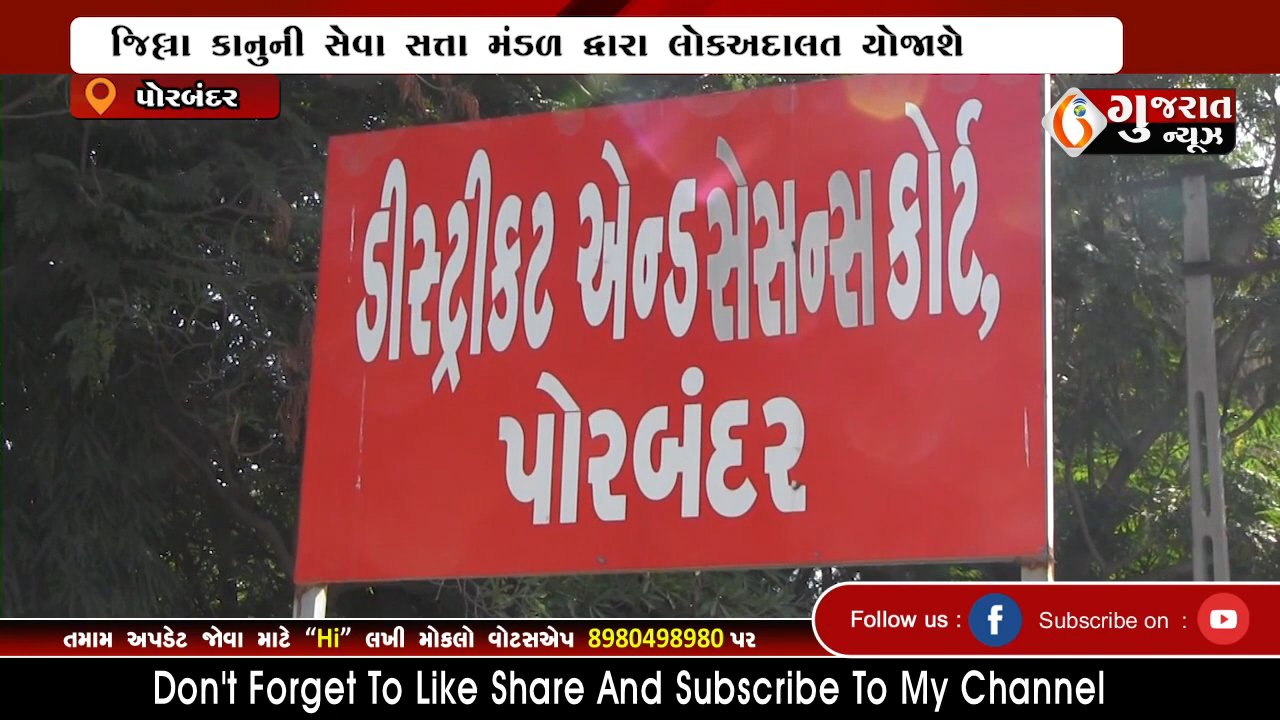 જિલ્લા કાનુની સેવા સત્તા મંડળ દ્વારા લોકઅદાલત યોજાશે
પોરબંદર
ગુજરાત
ન્યૂઝ
ડીસ્ટ્રીકટ એન્ડ સેસન્સ કોર્ટ,
પોરબંદર
Follow us :
Subscribe on :
તમામ અપડેટ જોવા માટે “Hi” લખી મોકલો વોટસએપ 8980498980 પર
Don't Forget To Like Share And Subscribe To My Channel